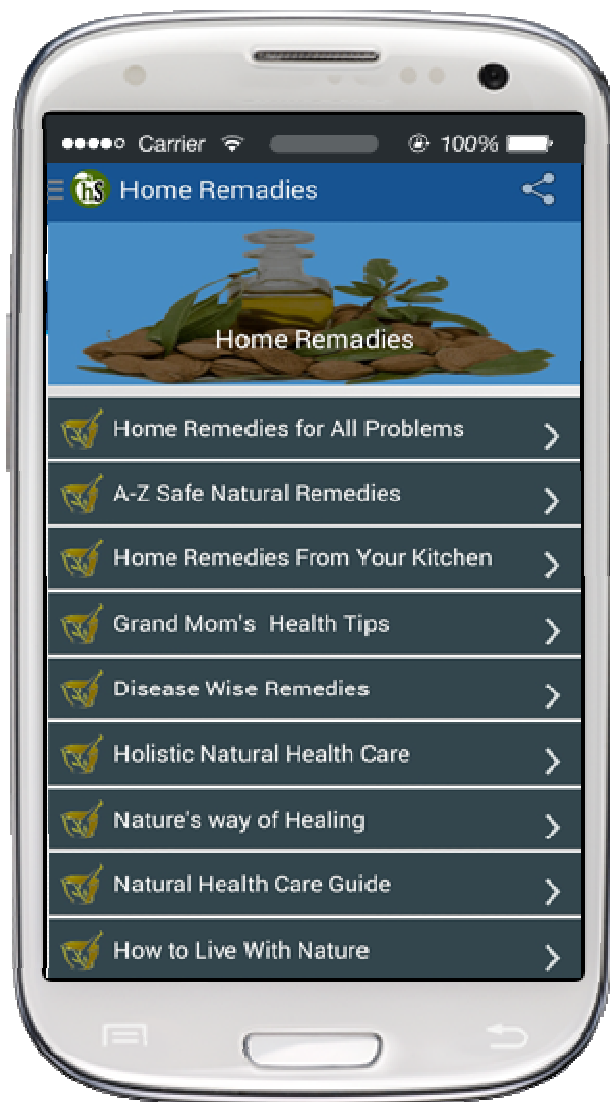 Carrier 100%
hS Home Remadies
Home Remadies
Home Remedies for All Problems
A-Z Safe Natural Remedies
Home Remedies From Your Kitchen
Grand Mom's Health Tips
Disease Wise Remedies
Holistic Natural Health Care
Nature's way of Healing
Natural Health Care Guide
How to Live With Nature